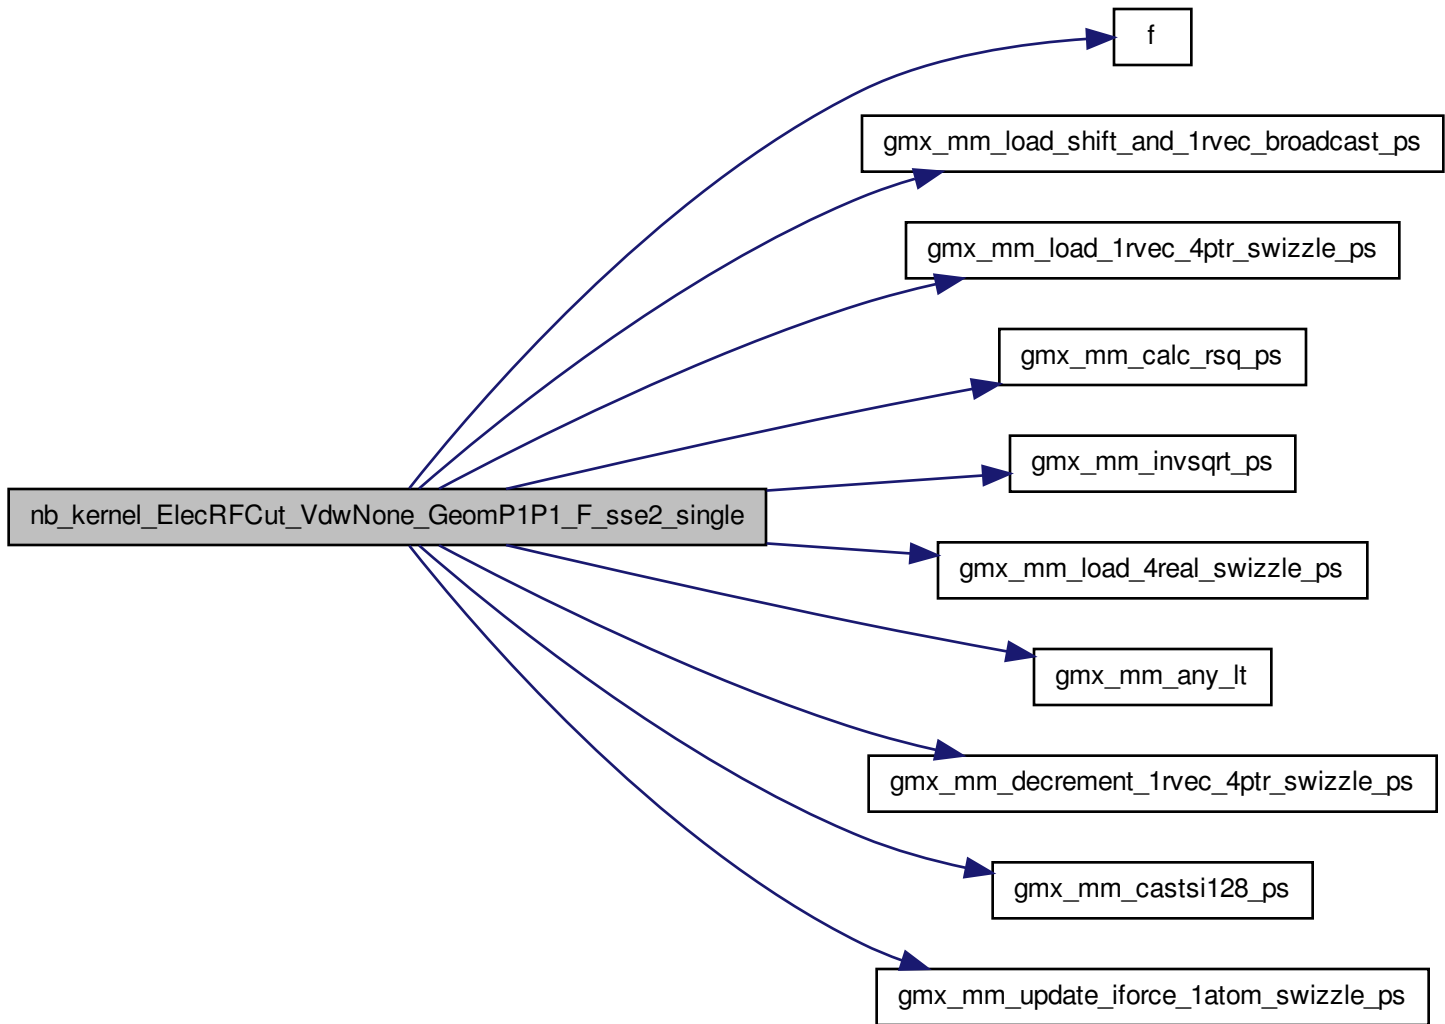 f
gmx_mm_load_shift_and_1rvec_broadcast_ps
gmx_mm_load_1rvec_4ptr_swizzle_ps
gmx_mm_calc_rsq_ps
gmx_mm_invsqrt_ps
nb_kernel_ElecRFCut_VdwNone_GeomP1P1_F_sse2_single
gmx_mm_load_4real_swizzle_ps
gmx_mm_any_lt
gmx_mm_decrement_1rvec_4ptr_swizzle_ps
gmx_mm_castsi128_ps
gmx_mm_update_iforce_1atom_swizzle_ps